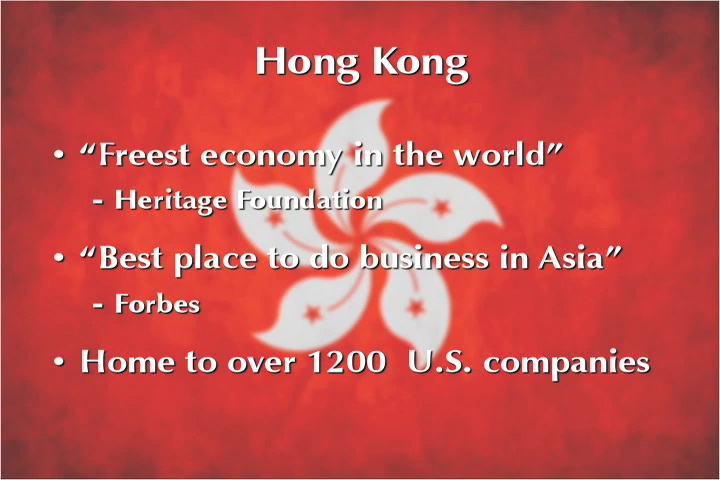 Hong Kong
• “Freest economy in the world”
- Heritage Foundation
• “Best place to do business in Asia”
- Forbes
• Home to over 1200  U.S. companies